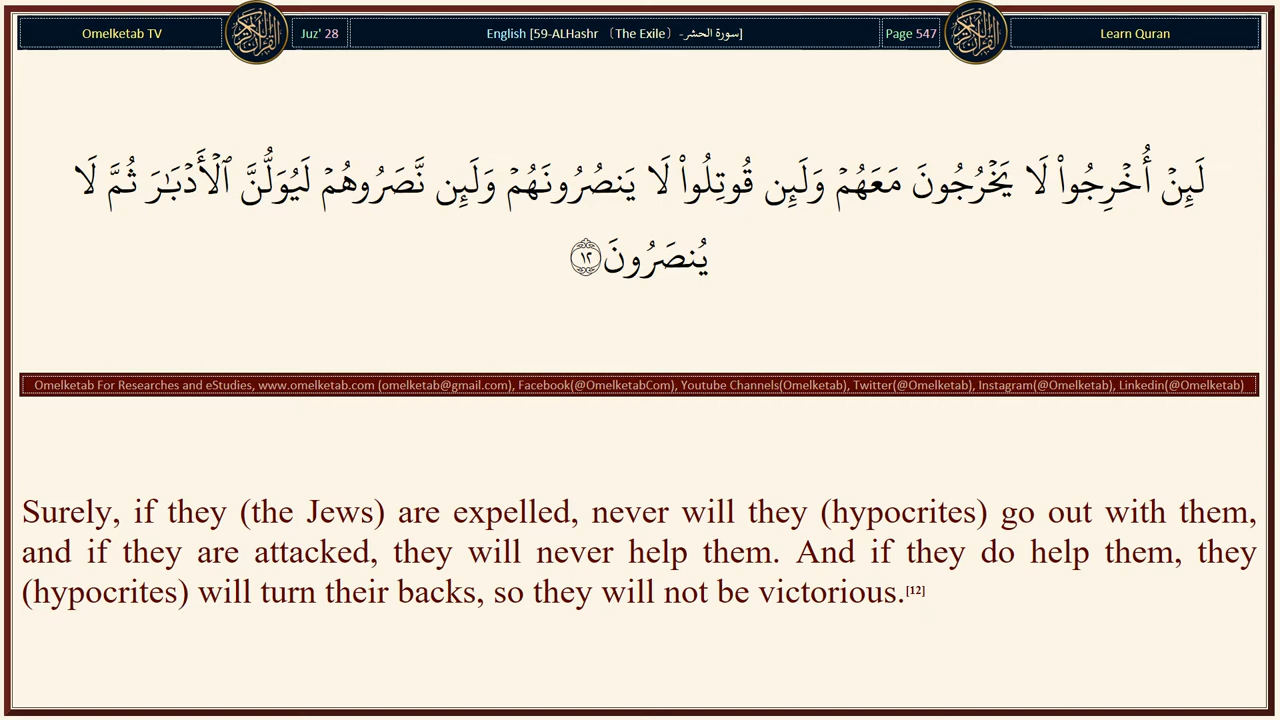 Omelketab TV
Juz' 28
English [59-ALHashr （The Exile） -سورة الحشر]
Page 547
Learn Quran
لَئِنۡ أُخۡرِجُواْ لَا يَخۡرُجُونَ مَعَهُمۡ وَلَئِن قُوتِلُواْ لَا يَنصُرُونَهُمۡ وَلَئِن نَّصَرُوهُمۡ لَيُوَلُّنَّ ٱلۡأَدۡبَٰرَ ثُمَّ لَا
يُنصَرُونَ ١٢
Omelketab For Researches and eStudies, www.omelketab.com (omelketab@gmail.com), Facebook(@OmelketabCom), Youtube Channels(Omelketab), Twitter(@Omelketab), Instagram(@Omelketab), Linkedin(@Omelketab)
Surely, if they (the Jews) are expelled, never will they (hypocrites) go out with them,
and if they are attacked, they will never help them. And if they do help them, they
(hypocrites) will turn their backs, so they will not be victorious.[12]